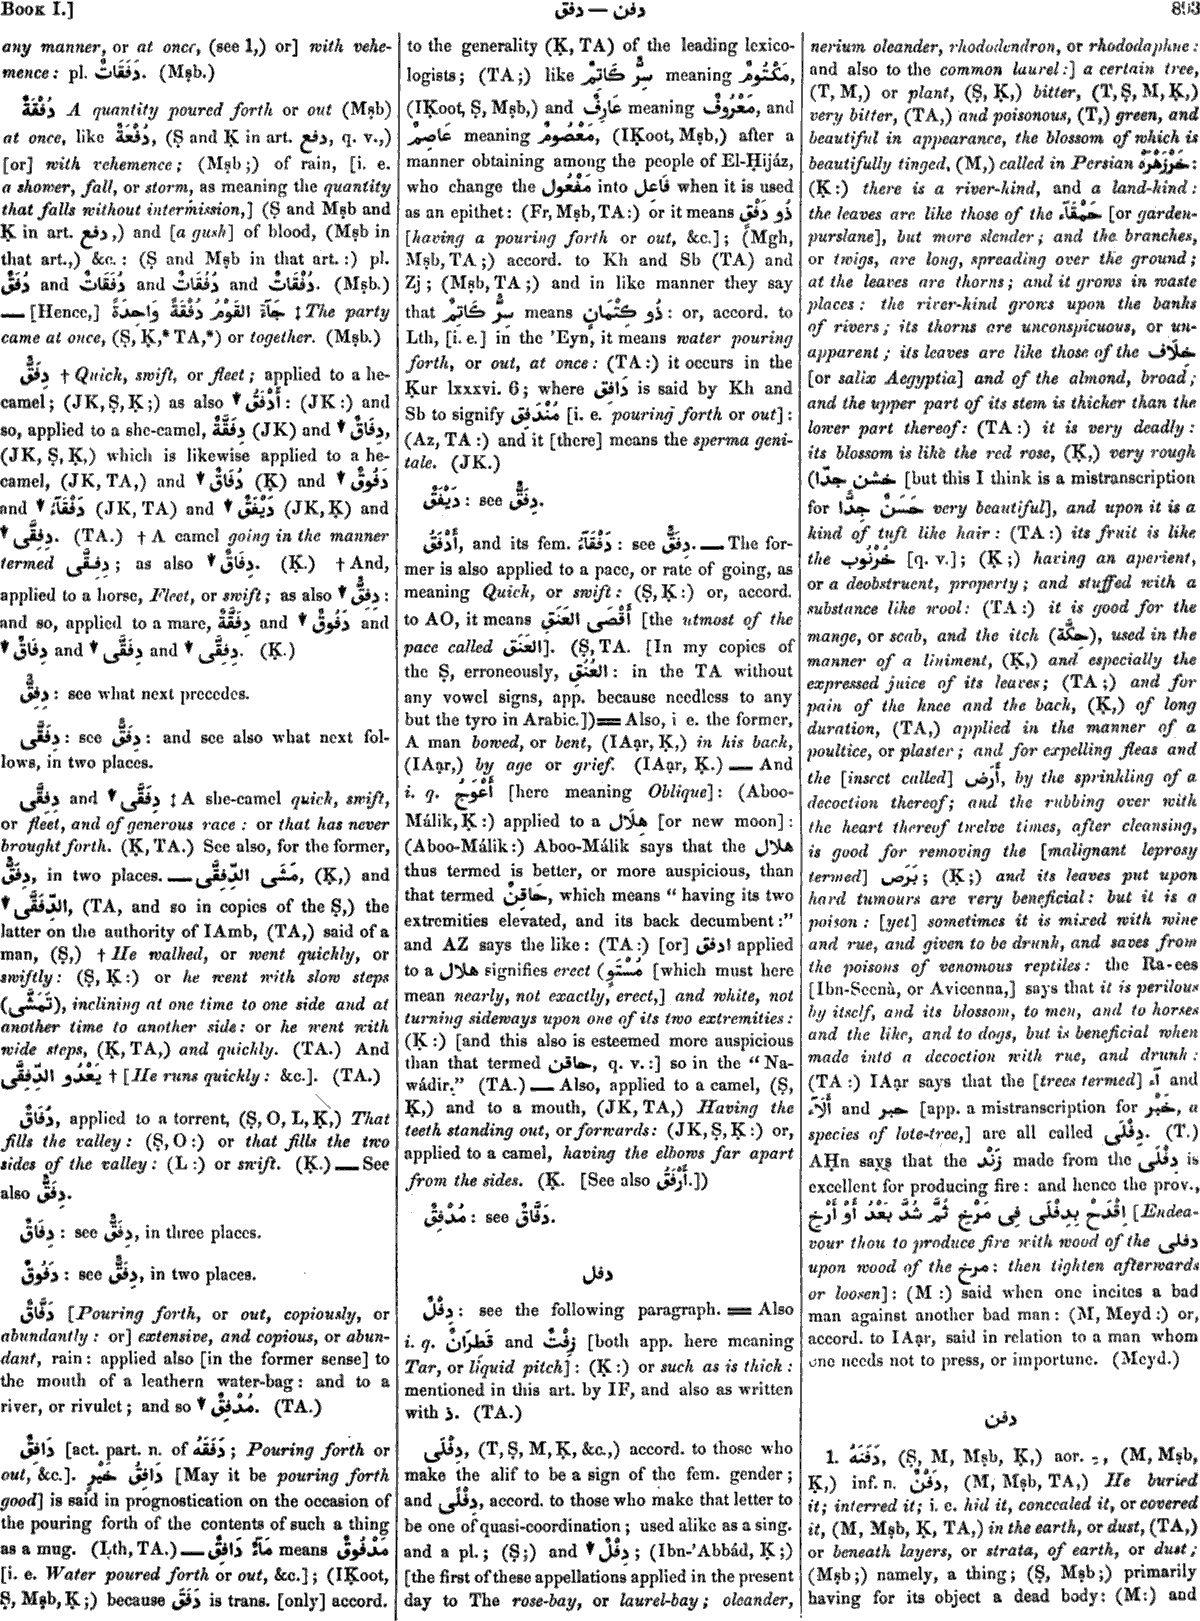 BOOK I.]
دفق — دفن
893
any manner, or at once, (see 1,) or] with vehe-
mence: pl. دَفَقَاتٌ. (Mṣb.)
دُفْقَةٌ A quantity poured forth or out (Mṣb)
at once, like دُفْعَةٌ, (Ṣ and Ḳ in art. دفع, q. v.,)
[or] with vehemence; (Mṣb;) of rain, [i. e.
a shower, fall, or storm, as meaning the quantity
that falls without intermission,] (Ṣ and Mṣb and
Ḳ in art. دفع,) and [a gush] of blood, (Mṣb in
that art.,) &c.: (Ṣ and Mṣb in that art.:) pl.
دُفَقٌ and دُفْقَاتٌ and دُفَقَاتٌ and دُفُقَاتٌ. (Mṣb.)
— [Hence,] جَآءَ القَوْمُ دُفْقَةً وَاحِدَةً ‡ The party
came at once, (Ṣ, Ḳ,* TA,*) or together. (Mṣb.)
دِفَقٌّ † Quick, swift, or fleet; applied to a he-
camel; (JK, Ṣ, Ḳ;) as also ▾ أَدْفَقُ: (JK:) and
so, applied to a she-camel, دِفَقَّةٌ (JK) and ▾ دِفَاقٌ,
(JK, Ṣ, Ḳ,) which is likewise applied to a he-
camel, (JK, TA,) and ▾ دُفَاقٌ (Ḳ) and ▾ دَفُوقٌ
and ▾ دَفْقَآءُ (JK, TA) and ▾ دَيْفَقٌ (JK, Ḳ) and
▾ دِفِقَّى. (TA.) † A camel going in the manner
termed دِفِقَّى; as also ▾ دِفَاقٌ. (Ḳ.) † And,
applied to a horse, Fleet, or swift; as also ▾ دِفِقٌّ:
and so, applied to a mare, دِفَقَّةٌ and ▾ دَفُوقٌ and
▾ دِفَاقٌ and ▾ دِفَقَّى and ▾ دِفِقَّى. (Ḳ.)
دِفِقٌّ: see what next precedes.
دِفَقَّى: see دِفَقٌّ: and see also what next fol-
lows, in two places.
دِفِقَّى and ▾ دِفَقَّى ‡ A she-camel quick, swift,
or fleet, and of generous race: or that has never
brought forth. (Ḳ, TA.) See also, for the former,
دِفَقٌّ, in two places. — مَشَى الدِّفِقَّى, (Ḳ,) and
▾ الدِّفَقَّى, (TA, and so in copies of the Ṣ,) the
latter on the authority of IAmb, (TA,) said of a
man, (Ṣ,) † He walked, or went quickly, or
swiftly: (Ṣ, Ḳ:) or he went with slow steps
(تَمَشَّى), inclining at one time to one side and at
another time to another side: or he went with
wide steps, (Ḳ, TA,) and quickly. (TA.) And
يَعْدُو الدِّفِقَّى † [He runs quickly: &c.]. (TA.)
دُفَاقٌ, applied to a torrent, (Ṣ, O, L, Ḳ,) That
fills the valley: (Ṣ, O:) or that fills the two
sides of the valley: (L:) or swift. (Ḳ.) — See
also دِفَقٌّ.
دِفَاقٌ: see دِفَقٌّ, in three places.
دَفُوقٌ: see دِفَقٌّ, in two places.
دَفَّاقٌ [Pouring forth, or out, copiously, or
abundantly: or] extensive, and copious, or abun-
dant, rain: applied also [in the former sense] to
the mouth of a leathern water-bag: and to a
river, or rivulet; and so ▾ مُدْفِقٌ. (TA.)
دَافِقٌ [act. part. n. of دَفَقَهُ; Pouring forth or
out, &c.]. دَافِقُ خَيْرٍ [May it be pouring forth
good] is said in prognostication on the occasion of
the pouring forth of the contents of such a thing
as a mug. (Lth, TA.) — مَآءٌ دَافِقٌ means مَدْفُوقٌ
[i. e. Water poured forth or out, &c.]; (IḲoot,
Ṣ, Mṣb, Ḳ;) because دَفَقَ is trans. [only] accord.
to the generality (Ḳ, TA) of the leading lexico-
logists; (TA;) like سِرٌّ كَاتِمٌ meaning مَكْتُومٌ,
(IḲoot, Ṣ, Mṣb,) and عَارِفٌ meaning مَعْرُوفٌ, and
عَاصِمٌ meaning مَعْصُومٌ, (IḲoot, Mṣb,) after a
manner obtaining among the people of El-Ḥijáz,
who change the مَفْعُول into فَاعِل when it is used
as an epithet: (Fr, Mṣb, TA:) or it means ذُو دَفْقٍ
[having a pouring forth or out, &c.]; (Mgh,
Mṣb, TA;) accord. to Kh and Sb (TA) and
Zj; (Mṣb, TA;) and in like manner they say
that سِرٌّ كَاتِمٌ means ذُو كِتْمَانٍ: or, accord. to
Lth, [i. e.] in the 'Eyn, it means water pouring
forth, or out, at once: (TA:) it occurs in the
Ḳur lxxxvi. 6; where دَافِق is said by Kh and
Sb to signify مُنْدَفِق [i. e. pouring forth or out]:
(Az, TA:) and it [there] means the sperma geni-
tale. (JK.)
دَيْفَقٌ: see دِفَقٌّ.
أَدْفَقُ, and its fem. دَفْقَآءُ: see دِفَقٌّ. — The for-
mer is also applied to a pace, or rate of going, as
meaning Quick, or swift: (Ṣ, Ḳ:) or, accord.
to AO, it means أَقْصَى العَنَقِ [the utmost of the
pace called العَنَق]. (Ṣ, TA. [In my copies of
the Ṣ, erroneously, العُنُقِ: in the TA without
any vowel signs, app. because needless to any
but the tyro in Arabic.]) = Also, i e. the former,
A man bowed, or bent, (IAạr, Ḳ,) in his back,
(IAạr,) by age or grief. (IAạr, Ḳ.) — And
i. q. أَعْوَجُ [here meaning Oblique]: (Aboo-
Málik, Ḳ:) applied to a هِلَال [or new moon]:
(Aboo-Málik:) Aboo-Málik says that the هلال
thus termed is better, or more auspicious, than
that termed حَاقِنٌ, which means “having its two
extremities elevated, and its back decumbent:”
and AZ says the like: (TA:) [or] ادفق applied
to a هلال signifies erect (مُسْتَوٍ [which must here
mean nearly, not exactly, erect,] and white, not
turning sideways upon one of its two extremities:
(Ḳ:) [and this also is esteemed more auspicious
than that termed حاقن, q. v.:] so in the “Na-
wádir.” (TA.) — Also, applied to a camel, (Ṣ,
Ḳ,) and to a mouth, (JK, TA,) Having the
teeth standing out, or forwards: (JK, Ṣ, Ḳ:) or,
applied to a camel, having the elbows far apart
from the sides. (Ḳ. [See also أَرْفَقُ.])
مُدْفِقٌ: see دَفَّاقٌ.
دفل
دِفْلٌ: see the following paragraph. = Also
i. q. قَطِرَانٌ and زِفْتٌ [both app. here meaning
Tar, or liquid pitch]: (Ḳ:) or such as is thick:
mentioned in this art. by IF, and also as written
with ذ. (TA.)
دِفْلَى, (T, Ṣ, M, Ḳ, &c.,) accord. to those who
make the alif to be a sign of the fem. gender;
and دِفْلًى, accord. to those who make that letter to
be one of quasi-coordination; used alike as a sing.
and a pl.; (Ṣ;) and ▾ دِفْلٌ; (Ibn-'Abbád, Ḳ;)
[the first of these appellations applied in the present
day to The rose-bay, or laurel-bay; oleander,
nerium oleander, rhododendron, or rhododaphne:
and also to the common laurel:] a certain tree,
(T, M,) or plant, (Ṣ, Ḳ,) bitter, (T, Ṣ, M, Ḳ,)
very bitter, (TA,) and poisonous, (T,) green, and
beautiful in appearance, the blossom of which is
beautifully tinged, (M,) called in Persian خَرْزَهْرَهْ:
(Ḳ:) there is a river-kind, and a land-kind:
the leaves are like those of the حَمْقَآء [or garden-
purslane], but more slender; and the branches,
or twigs, are long, spreading over the ground;
at the leaves are thorns; and it grows in waste
places: the river-kind grows upon the banks
of rivers; its thorns are unconspicuous, or un-
apparent; its leaves are like those of the خِلَاف
[or salix Aegyptia] and of the almond, broad;
and the upper part of its stem is thicker than the
lower part thereof: (TA:) it is very deadly:
its blossom is like the red rose, (Ḳ,) very rough
(خشن جدًّا [but this I think is a mistranscription
for حَسَنٌ جِدًّا very beautiful], and upon it is a
kind of tuft like hair: (TA:) its fruit is like
the خُرْنُوب [q. v.]; (Ḳ;) having an aperient,
or a deobstruent, property; and stuffed with a
substance like wool: (TA:) it is good for the
mange, or scab, and the itch (حِكَّة), used in the
manner of a liniment, (Ḳ,) and especially the
expressed juice of its leaves; (TA;) and for
pain of the knee and the back, (Ḳ,) of long
duration, (TA,) applied in the manner of a
poultice, or plaster; and for expelling fleas and
the [insect called] أَرَض, by the sprinkling of a
decoction thereof; and the rubbing over with
the heart thereof twelve times, after cleansing,
is good for removing the [malignant leprosy
termed] بَرَص; (Ḳ;) and its leaves put upon
hard tumours are very beneficial: but it is a
poison: [yet] sometimes it is mixed with wine
and rue, and given to be drunk, and saves from
the poisons of venomous reptiles: the Ra-ees
[Ibn-Seenà, or Avicenna,] says that it is perilous
by itself, and its blossom, to men, and to horses
and the like, and to dogs, but is beneficial when
made into a decoction with rue, and drunk:
(TA:) IAạr says that the [trees termed] آء and
أَلَآء and حبر [app. a mistranscription for خَبْر, a
species of lote-tree,] are all called دِفْلَى. (T.)
AḤn says that the زَنْد made from the دِفْلَى is
excellent for producing fire: and hence the prov.,
اِقْدَحْ بِدِفْلَى فِى مَرْخٍ ثُمَّ شُدَّ بَعْدُ أَوْ أَرْخِ [Endea-
vour thou to produce fire with wood of the دفلى
upon wood of the مرخ: then tighten afterwards
or loosen]: (M:) said when one incites a bad
man against another bad man: (M, Meyd:) or,
accord. to IAạr, said in relation to a man whom
one needs not to press, or importune. (Meyd.)
دفن
1. دَفَنَهُ, (Ṣ, M, Mṣb, Ḳ,) aor. ـِ, (M, Mṣb,
Ḳ,) inf. n. دَفْنٌ, (M, Mṣb, TA,) He buried
it; interred it; i. e. hid it, concealed it, or covered
it, (M, Mṣb, Ḳ, TA,) in the earth, or dust, (TA,)
or beneath layers, or strata, of earth, or dust;
(Mṣb;) namely, a thing; (Ṣ, Mṣb;) primarily
having for its object a dead body: (M:) and